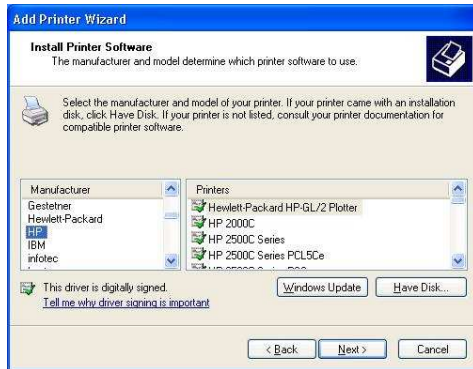 Add Printer Wizard
Install Printer Software
The manufacturer and model determine which printer software to use.
Select the manufacturer and model of your printer. If your printer came with an installation
disk, click Have Disk. If your printer is not listed, consult your printer documentation for
compatible printer software.
Manufacturer
Gestetner
Hewlett-Packard
HP
IBM
infotec
Printers
Hewlett-Packard HP-GL/2 Plotter
HP 2000C
HP 2500C Series
HP 2500C Series PCL5Ce
This driver is digitally signed.
Tell me why driver signing is important
Windows Update
Have Disk...
< Back
Next >
Cancel